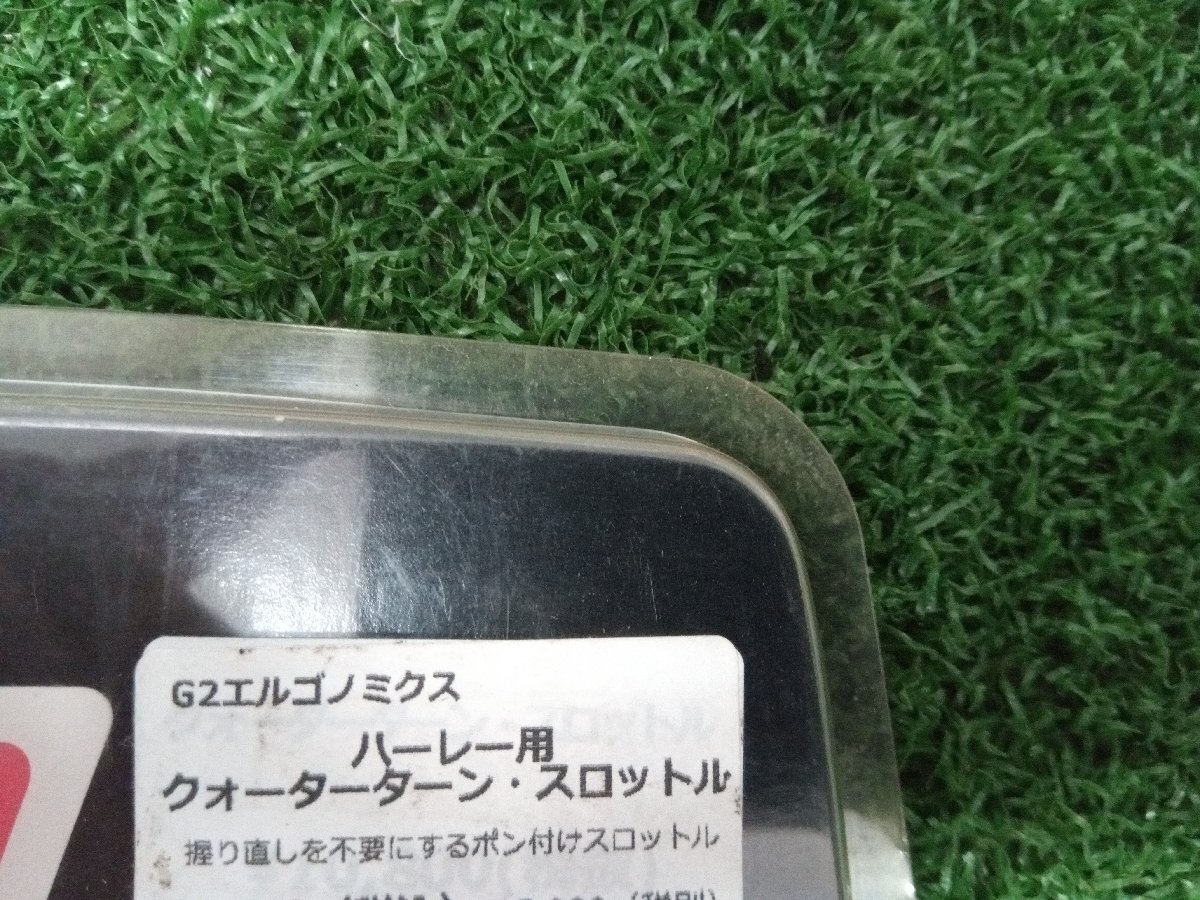 G2エルゴノミクス
ハーレー用
クォーターターン・スロットル
握り直しを不要にするポン付けスロットル
(税別)